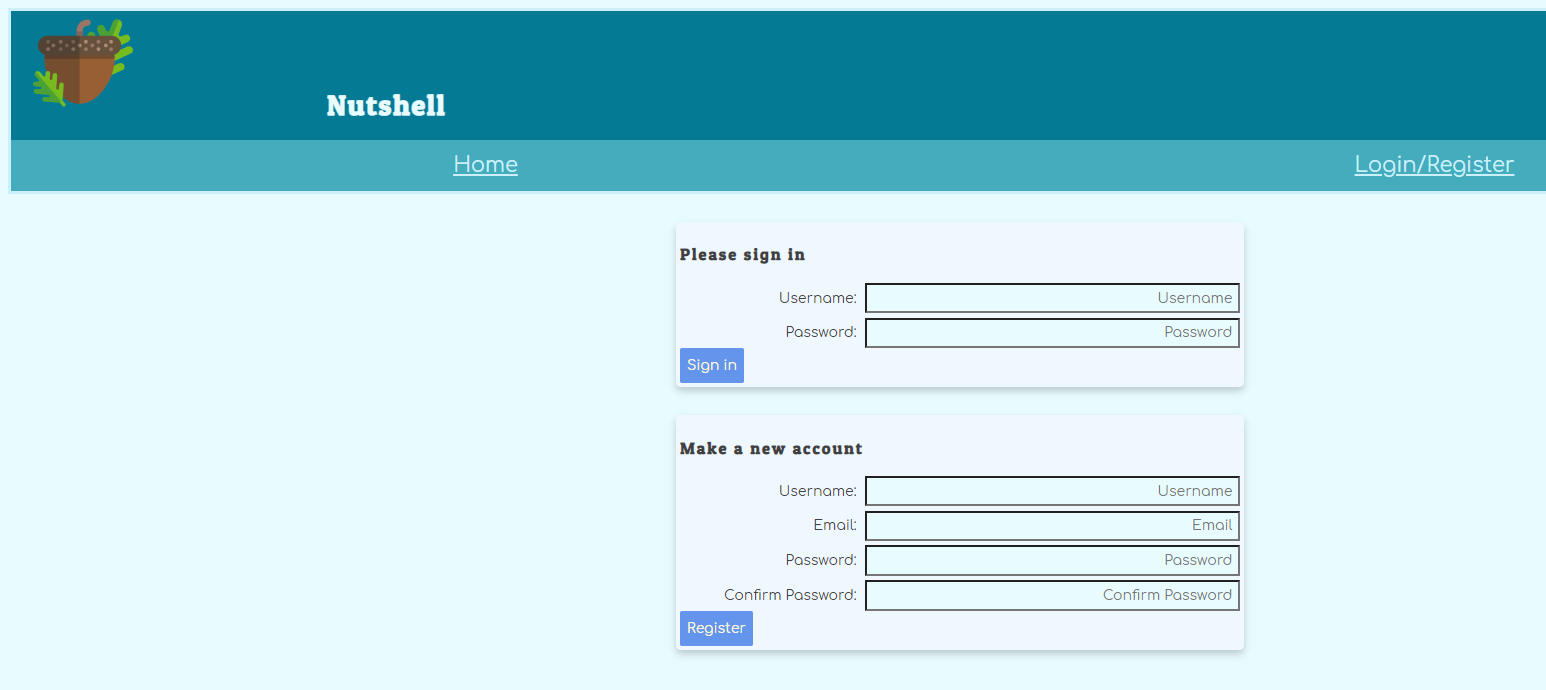 Nutshell
Home Login/Register
Please sign in
Username: Username
Password: Password
Sign in
Make a new account
Username: Username
Email: Email
Password: Password
Confirm Password: Confirm Password
Register